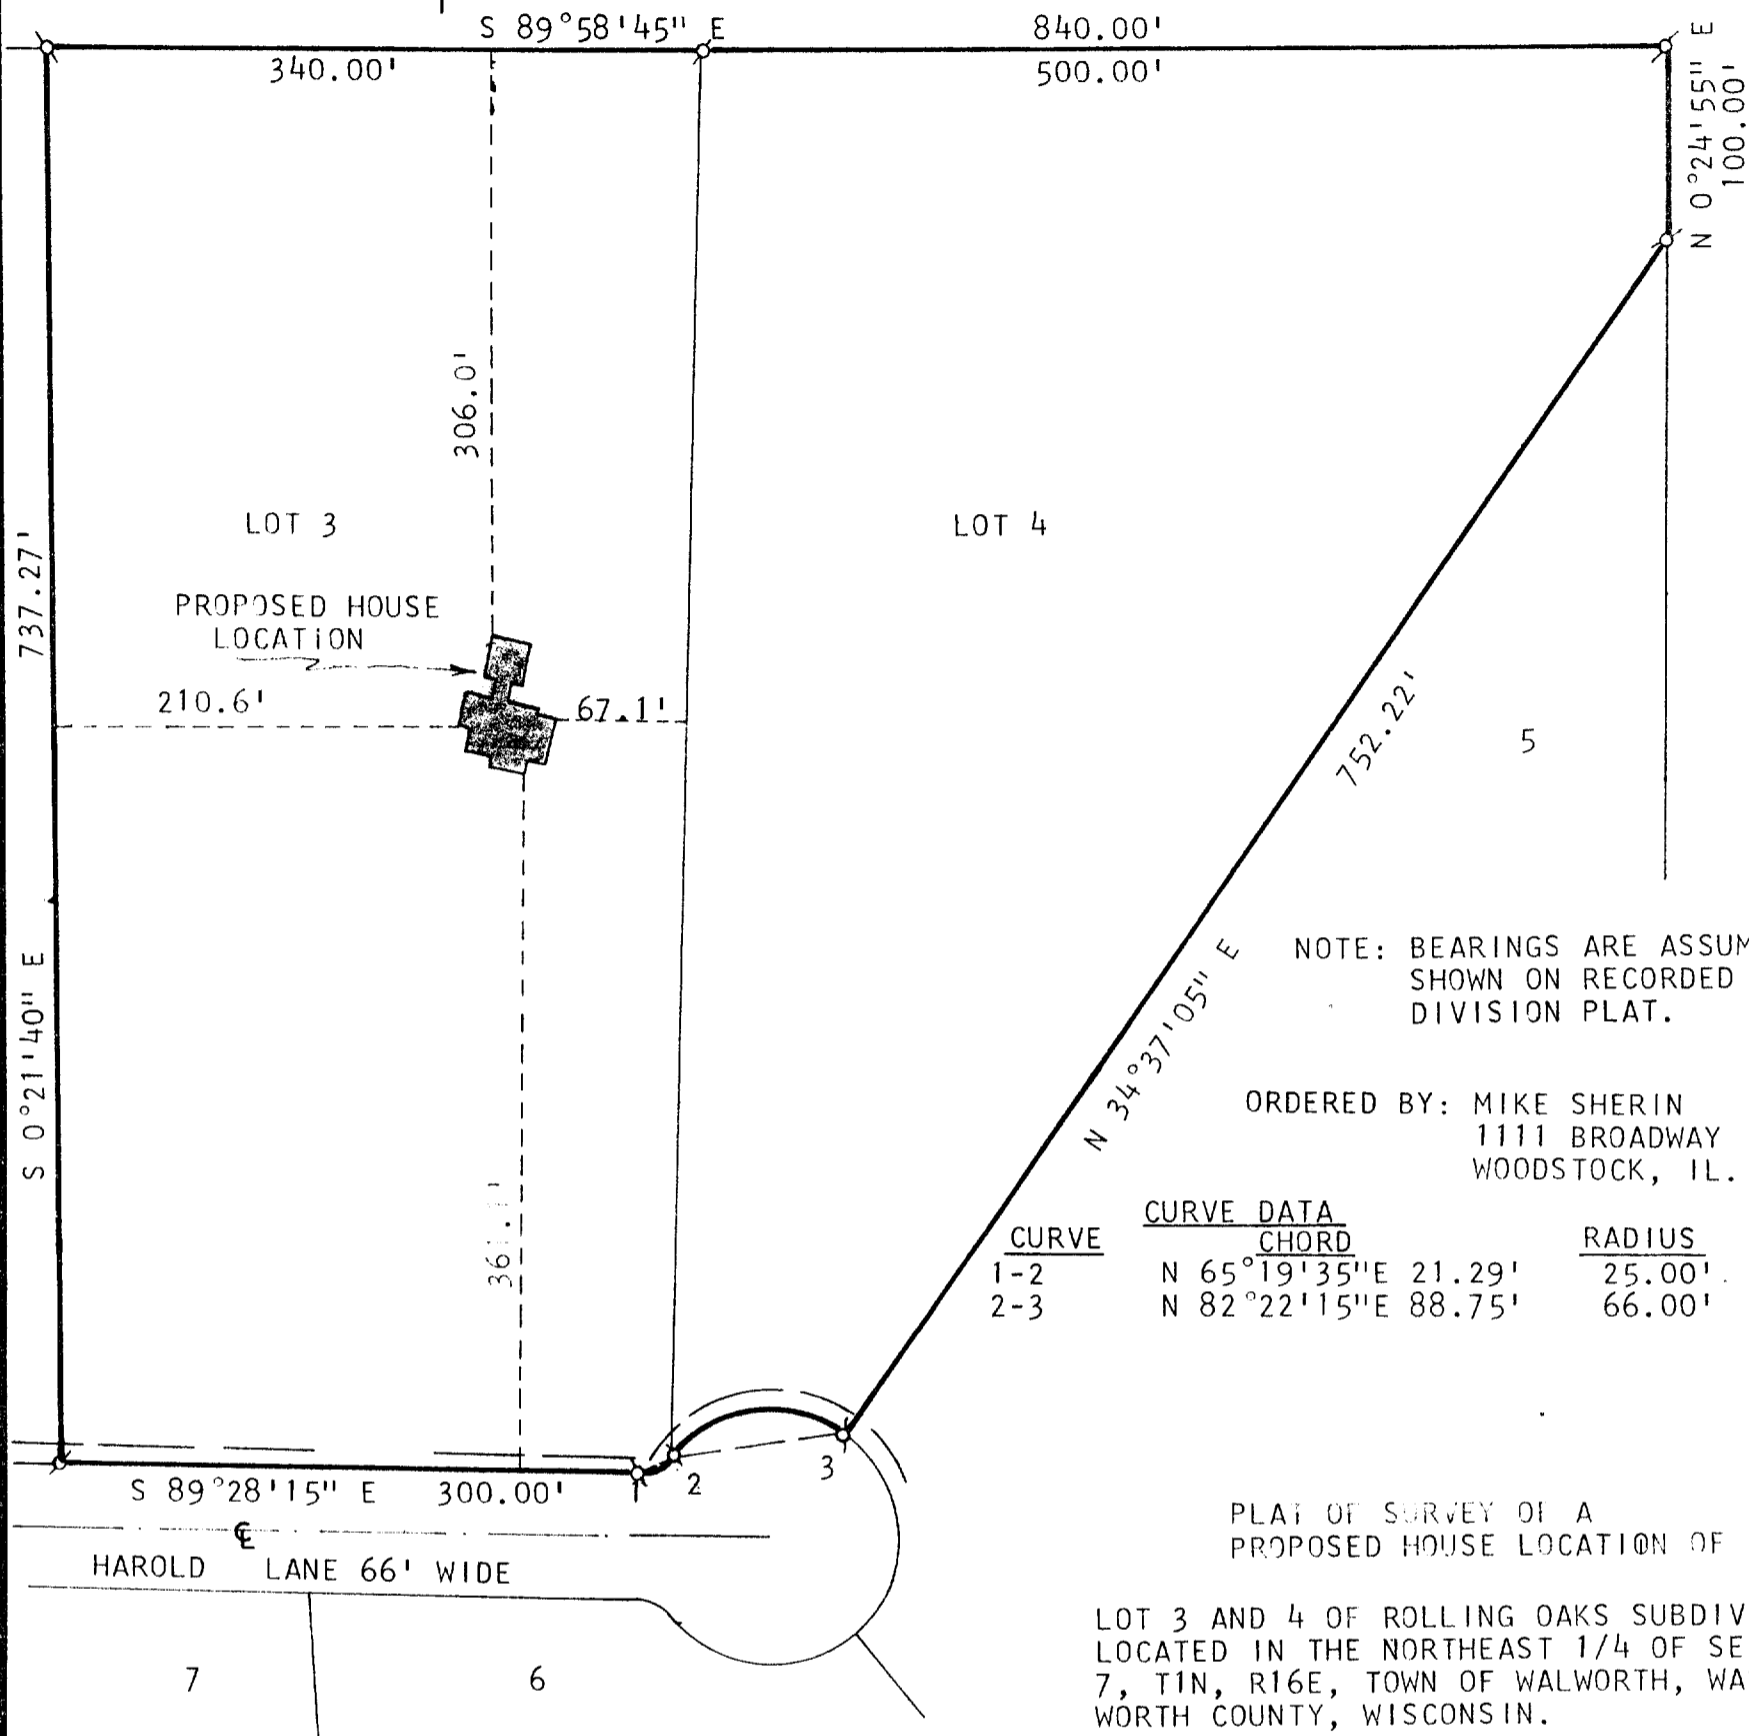 S 89°58'45" E
840.00'
340.00'
500.00'
N 0°24'55" E
100.00'
306.0'
LOT 3
LOT 4
737.27'
PROPOSED HOUSE
LOCATION
210.6'
67.1'
752.22'
5
S 0°21'40" E
N 34°37'05" E
NOTE: BEARINGS ARE ASSUM
SHOWN ON RECORDED
DIVISION PLAT.
ORDERED BY: MIKE SHERIN
1111 BROADWAY
WOODSTOCK, IL.
361.1'
CURVE DATA
CURVE CHORD RADIUS
1-2 N 65°19'35"E 21.29' 25.00'
2-3 N 82°22'15"E 88.75' 66.00'
S 89°28'15" E 300.00'
1
2
3
℄
HAROLD LANE 66' WIDE
PLAT OF SURVEY OF A
PROPOSED HOUSE LOCATION OF
LOT 3 AND 4 OF ROLLING OAKS SUBDIV
LOCATED IN THE NORTHEAST 1/4 OF SE
7, T1N, R16E, TOWN OF WALWORTH, WA
WORTH COUNTY, WISCONSIN.
7
6